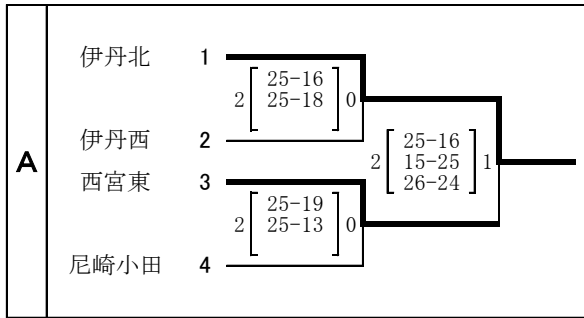 A
伊丹北 1
2 [ 25-16 25-18 ] 0
伊丹西 2
西宮東 3
2 [ 25-19 25-13 ] 0
尼崎小田 4
2 [ 25-16 15-25 26-24 ] 1